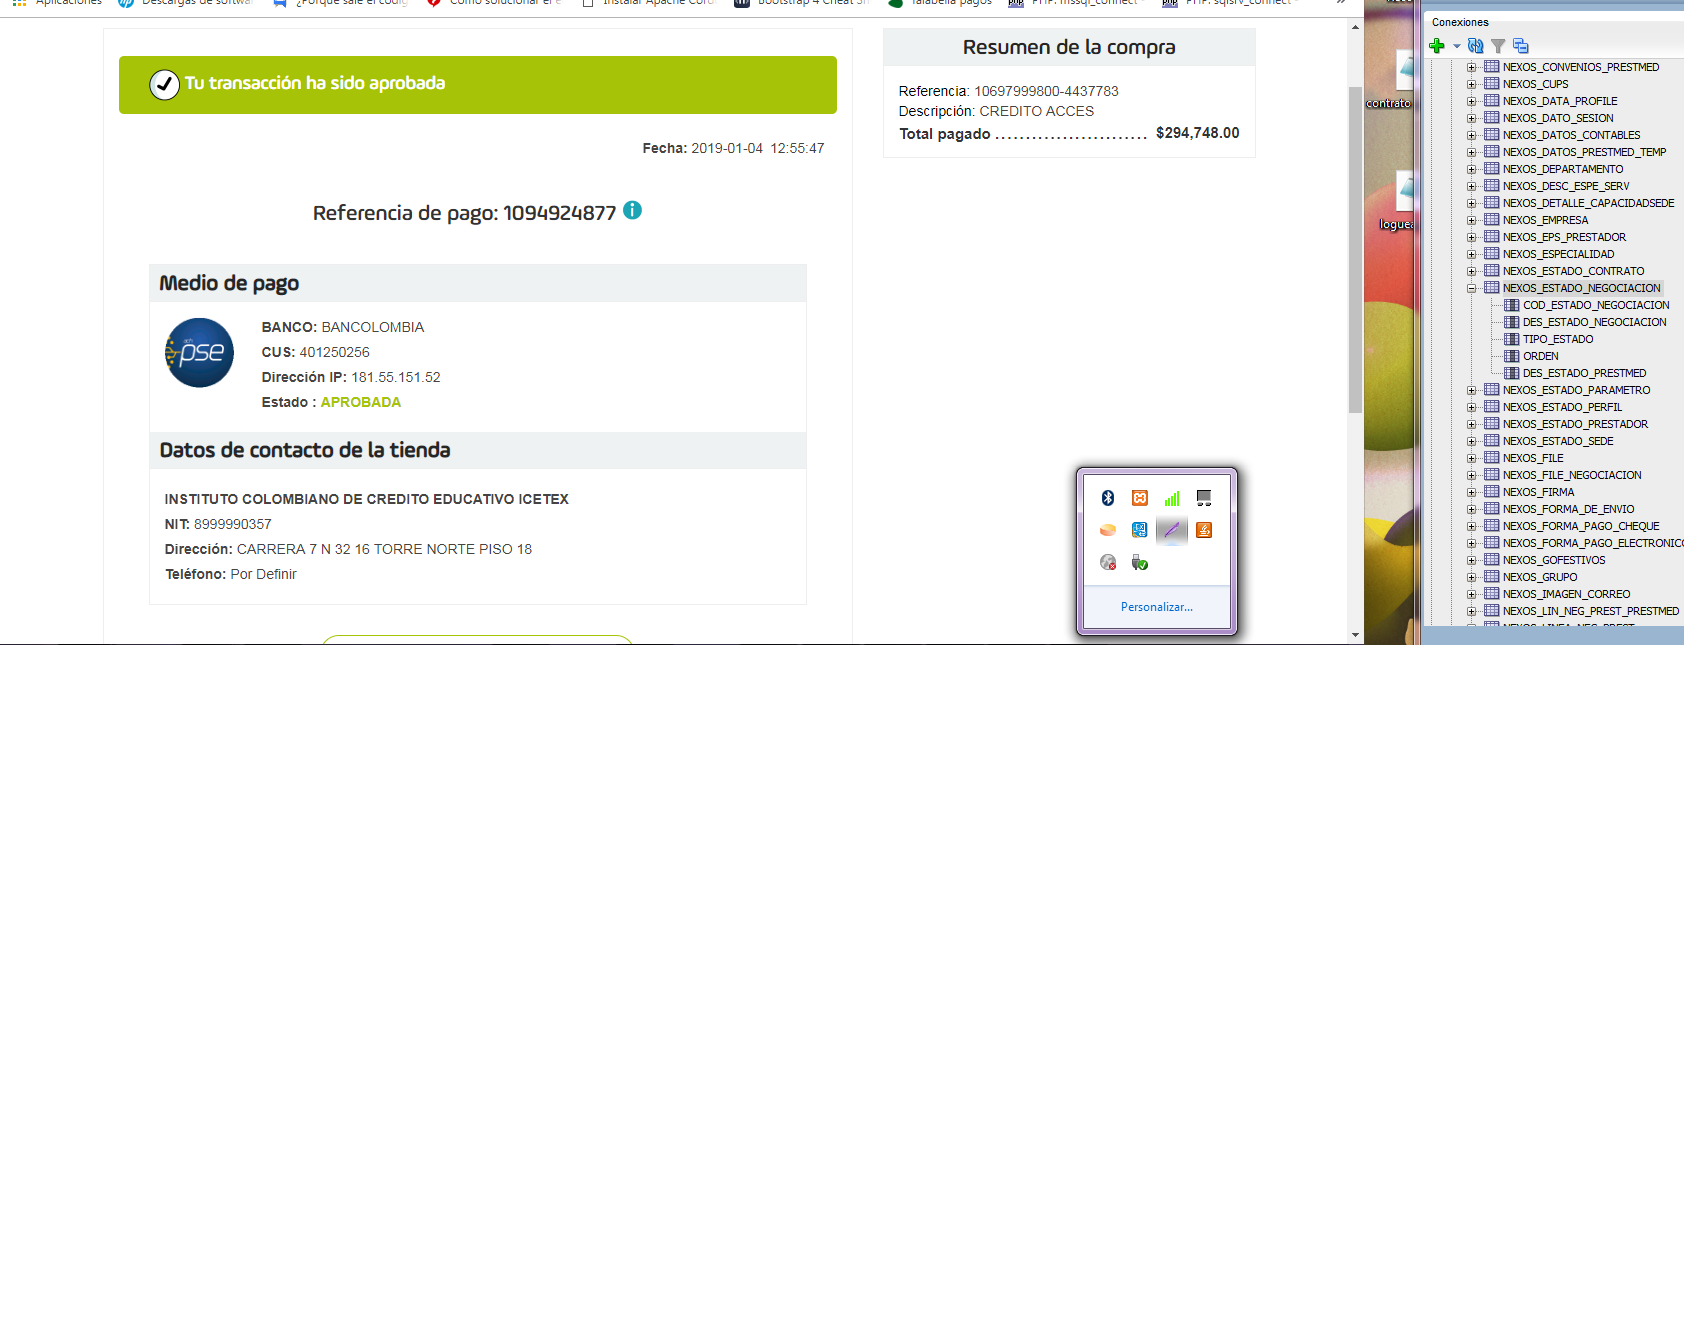 Aplicaciones
Descargas de softwa
¿Porque sale el codig
Como solucionar el e
Instalar Apache Cord
Bootstrap 4 Cheat Sh
Falabella pagos
PHP: mssql_connect -
PHP: sqlsrv_connect -
»
Tu transacción ha sido aprobada
Fecha: 2019-01-04 12:55:47
Referencia de pago: 1094924877
Medio de pago
ach
pse
BANCO: BANCOLOMBIA
CUS: 401250256
Dirección IP: 181.55.151.52
Estado : APROBADA
Datos de contacto de la tienda
INSTITUTO COLOMBIANO DE CREDITO EDUCATIVO ICETEX
NIT: 8999990357
Dirección: CARRERA 7 N 32 16 TORRE NORTE PISO 18
Teléfono: Por Definir
Resumen de la compra
Referencia: 10697999800-4437783
Descripción: CREDITO ACCES
Total pagado ........................ $294,748.00
Personalizar...
contrato
loguea
Conexiones
NEXOS_CONVENIOS_PRESTMED
NEXOS_CUPS
NEXOS_DATA_PROFILE
NEXOS_DATO_SESION
NEXOS_DATOS_CONTABLES
NEXOS_DATOS_PRESTMED_TEMP
NEXOS_DEPARTAMENTO
NEXOS_DESC_ESPE_SERV
NEXOS_DETALLE_CAPACIDADSEDE
NEXOS_EMPRESA
NEXOS_EPS_PRESTADOR
NEXOS_ESPECIALIDAD
NEXOS_ESTADO_CONTRATO
NEXOS_ESTADO_NEGOCIACION
COD_ESTADO_NEGOCIACION
DES_ESTADO_NEGOCIACION
TIPO_ESTADO
ORDEN
DES_ESTADO_PRESTMED
NEXOS_ESTADO_PARAMETRO
NEXOS_ESTADO_PERFIL
NEXOS_ESTADO_PRESTADOR
NEXOS_ESTADO_SEDE
NEXOS_FILE
NEXOS_FILE_NEGOCIACION
NEXOS_FIRMA
NEXOS_FORMA_DE_ENVIO
NEXOS_FORMA_PAGO_CHEQUE
NEXOS_FORMA_PAGO_ELECTRONICO
NEXOS_GOFESTIVOS
NEXOS_GRUPO
NEXOS_IMAGEN_CORREO
NEXOS_LIN_NEG_PREST_PRESTMED
NEXOS_LINEA_NEG_PREST